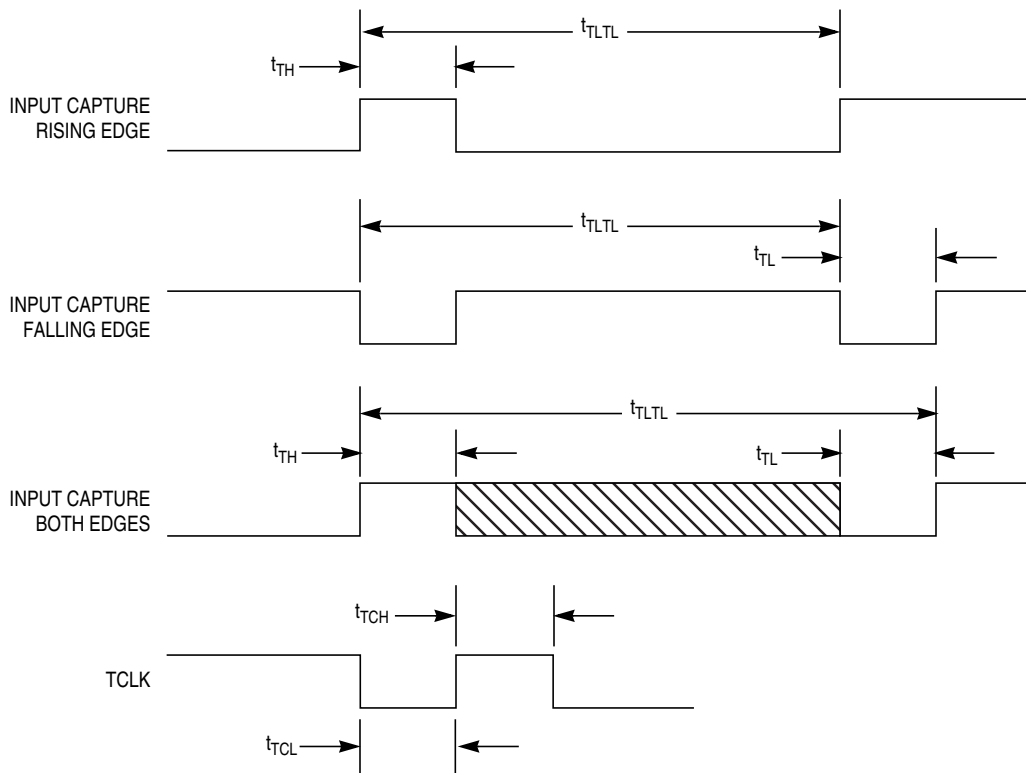 tTLTL
tTH
INPUT CAPTURE
RISING EDGE
tTLTL
tTL
INPUT CAPTURE
FALLING EDGE
tTLTL
tTH
tTL
INPUT CAPTURE
BOTH EDGES
tTCH
TCLK
tTCL